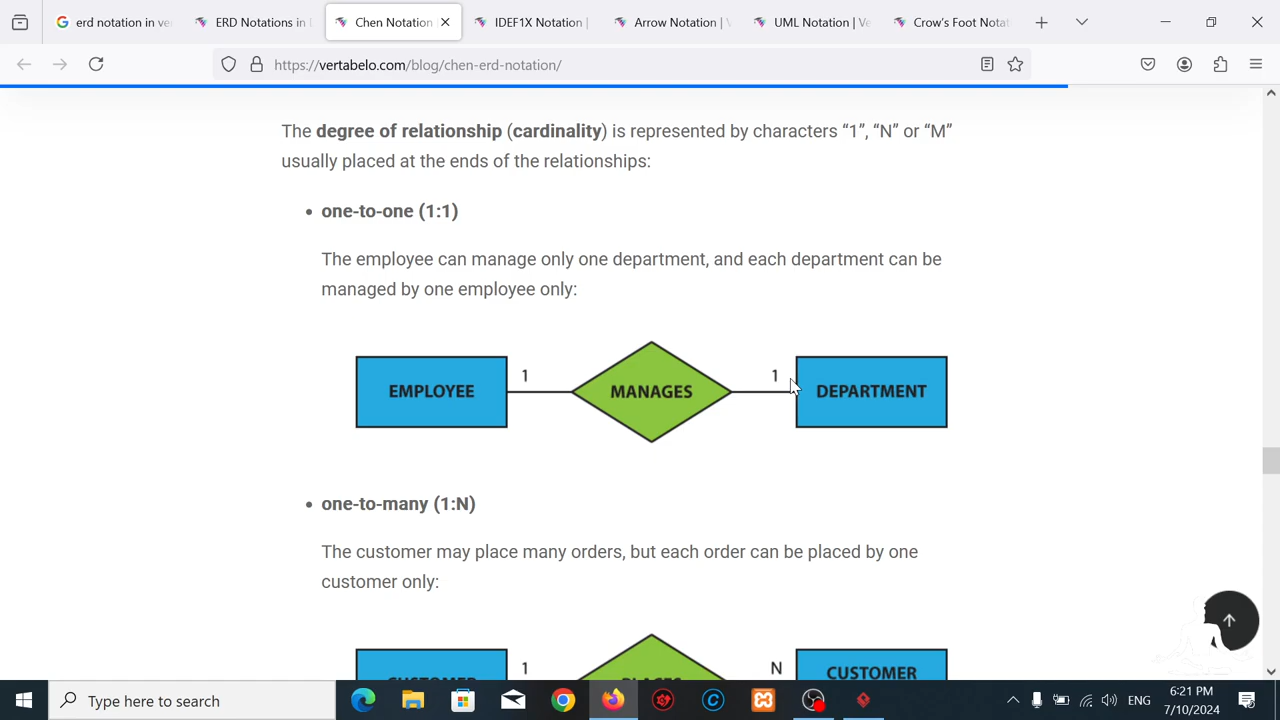 erd notation in ve
ERD Notations in
Chen Notation
IDEF1X Notation |
Arrow Notation | V
UML Notation | Ve
Crow's Foot Nota
https://vertabelo.com/blog/chen-erd-notation/
The degree of relationship (cardinality) is represented by characters “1”, “N” or “M”
usually placed at the ends of the relationships:
• one-to-one (1:1)
The employee can manage only one department, and each department can be
managed by one employee only:
EMPLOYEE 1 MANAGES 1 DEPARTMENT
• one-to-many (1:N)
The customer may place many orders, but each order can be placed by one
customer only:
CUSTOMER 1 PLACES N CUSTOMER
Type here to search
ENG
6:21 PM
7/10/2024